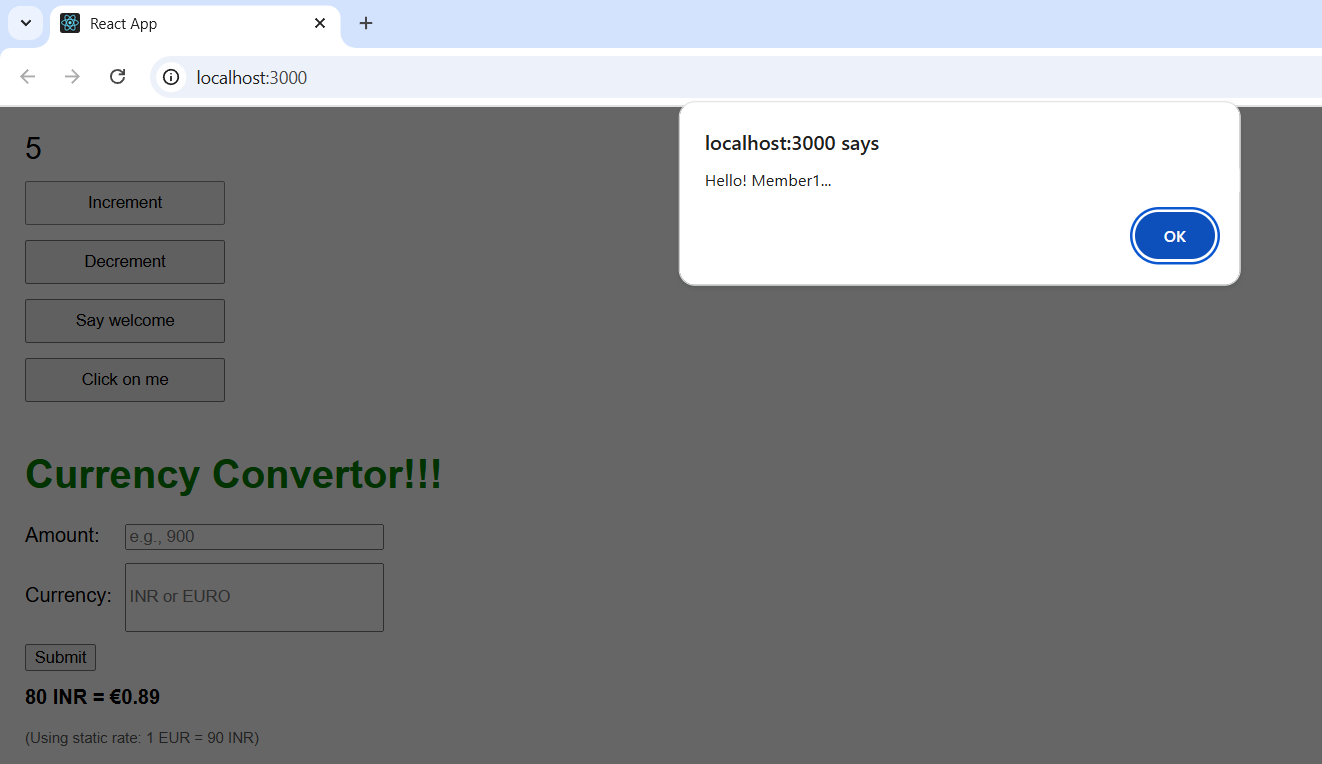 React App
localhost:3000
localhost:3000 says
Hello! Member1...
OK
5
Increment
Decrement
Say welcome
Click on me
Currency Convertor!!!
Amount: e.g., 900
Currency: INR or EURO
Submit
80 INR = €0.89
(Using static rate: 1 EUR = 90 INR)